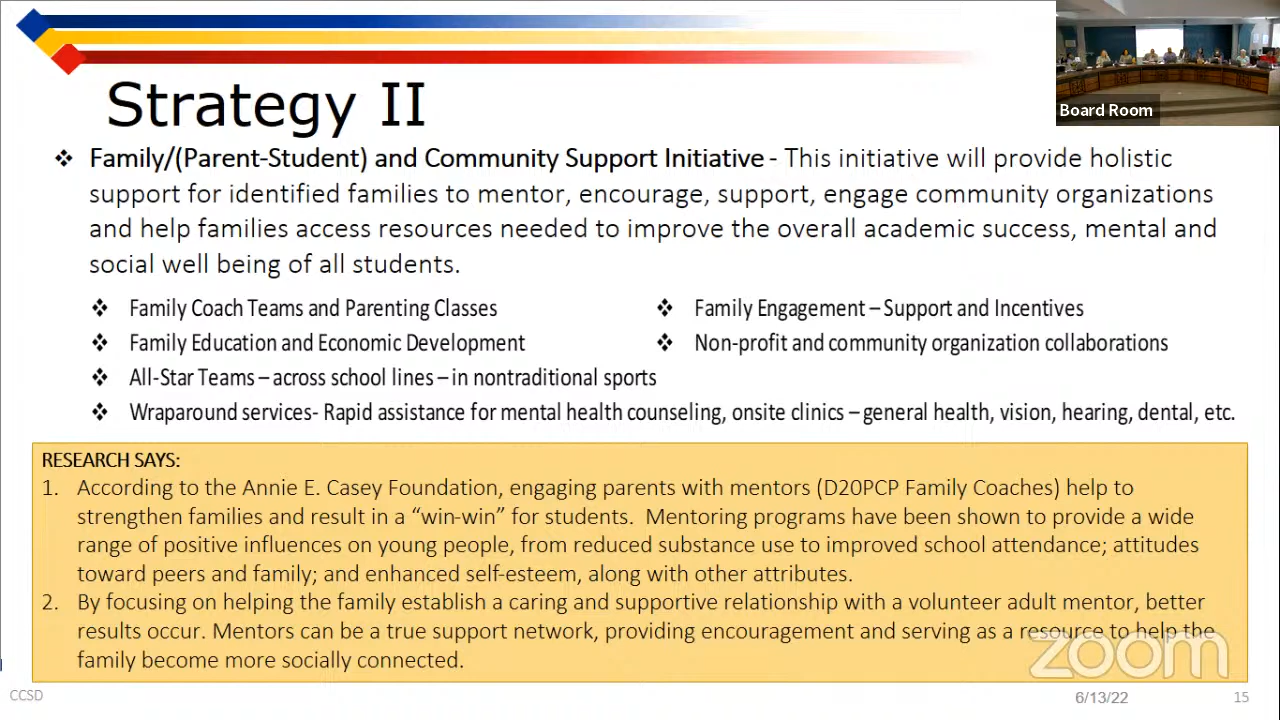 Board Room
Strategy II
❖ Family/(Parent-Student) and Community Support Initiative - This initiative will provide holistic
support for identified families to mentor, encourage, support, engage community organizations
and help families access resources needed to improve the overall academic success, mental and
social well being of all students.
❖ Family Coach Teams and Parenting Classes
❖ Family Education and Economic Development
❖ Family Engagement – Support and Incentives
❖ Non-profit and community organization collaborations
❖ All-Star Teams – across school lines – in nontraditional sports
❖ Wraparound services- Rapid assistance for mental health counseling, onsite clinics – general health, vision, hearing, dental, etc.
RESEARCH SAYS:
1. According to the Annie E. Casey Foundation, engaging parents with mentors (D20PCP Family Coaches) help to
strengthen families and result in a “win-win” for students.  Mentoring programs have been shown to provide a wide
range of positive influences on young people, from reduced substance use to improved school attendance; attitudes
toward peers and family; and enhanced self-esteem, along with other attributes.
2. By focusing on helping the family establish a caring and supportive relationship with a volunteer adult mentor, better
results occur. Mentors can be a true support network, providing encouragement and serving as a resource to help the
family become more socially connected.
zoom
CCSD
6/13/22
15